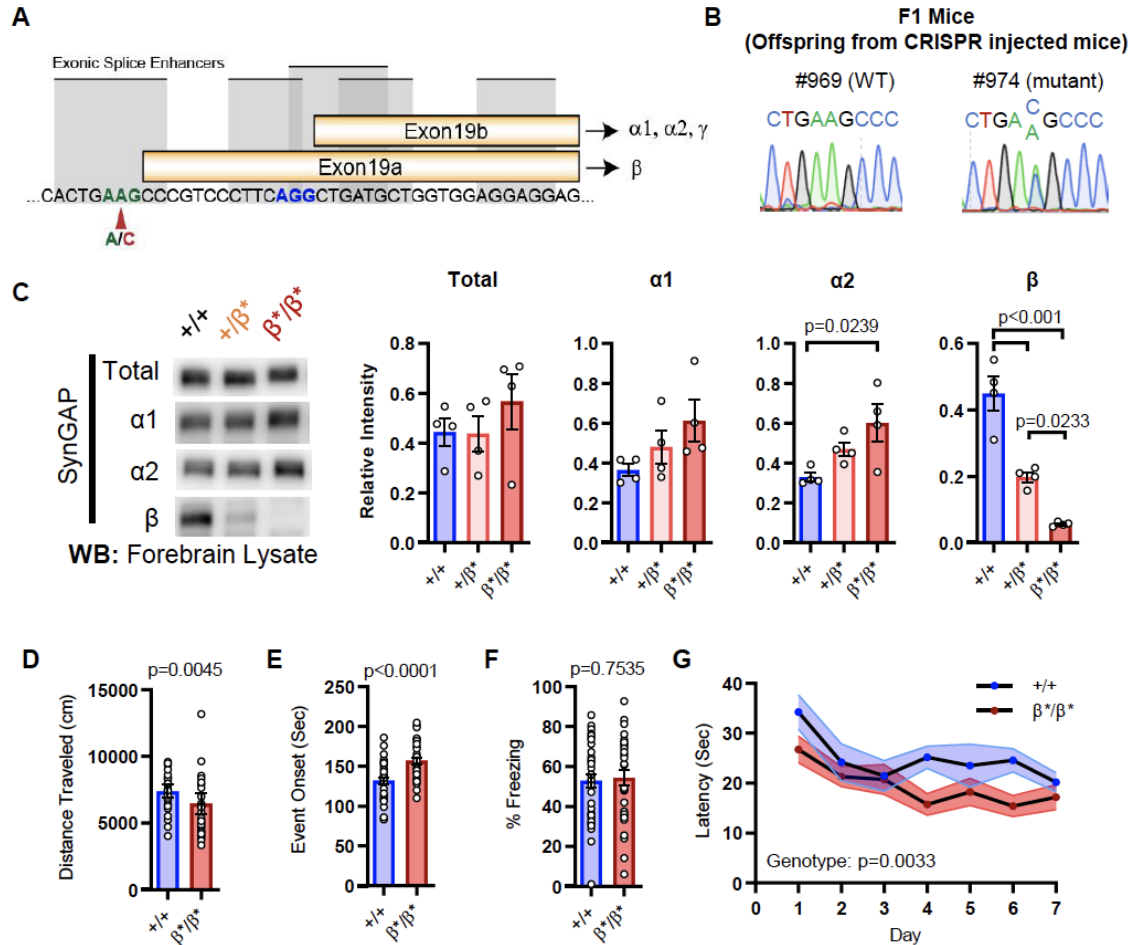 A
Exonic Splice Enhancers
Exon19b
α1, α2, γ
Exon19a
β
...CACTGAAGCCCGTCCCTTCAGGCTGATGCTGGTGGAGGAGGAG...
A/C
B
F1 Mice
(Offspring from CRISPR injected mice)
#969 (WT)
#974 (mutant)
CTGAAGCCC
CTGA C/A GCCC
C
SynGAP
+/+
+/β*
β*/β*
Total
α1
α2
β
WB: Forebrain Lysate
Relative Intensity
Total
0.8
0.6
0.4
0.2
0.0
+/+
+/β*
β*/β*
α1
1.0
0.8
0.6
0.4
0.2
0.0
+/+
+/β*
β*/β*
α2
p=0.0239
1.0
0.8
0.6
0.4
0.2
0.0
+/+
+/β*
β*/β*
β
p<0.001
p=0.0233
0.6
0.4
0.2
0.0
+/+
+/β*
β*/β*
D
p=0.0045
Distance Traveled (cm)
15000
10000
5000
0
+/+
β*/β*
E
p<0.0001
Event Onset (Sec)
250
200
150
100
50
0
+/+
β*/β*
F
p=0.7535
% Freezing
100
80
60
40
20
0
+/+
β*/β*
G
+/+
β*/β*
Latency (Sec)
40
30
20
10
0
Genotype: p=0.0033
0 1 2 3 4 5 6 7
Day